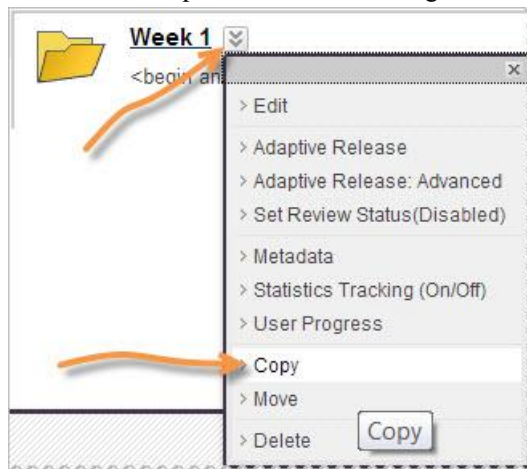 Week 1
<begin an
x
> Edit
> Adaptive Release
> Adaptive Release: Advanced
> Set Review Status(Disabled)
> Metadata
> Statistics Tracking (On/Off)
> User Progress
> Copy
> Move
> Delete
Copy